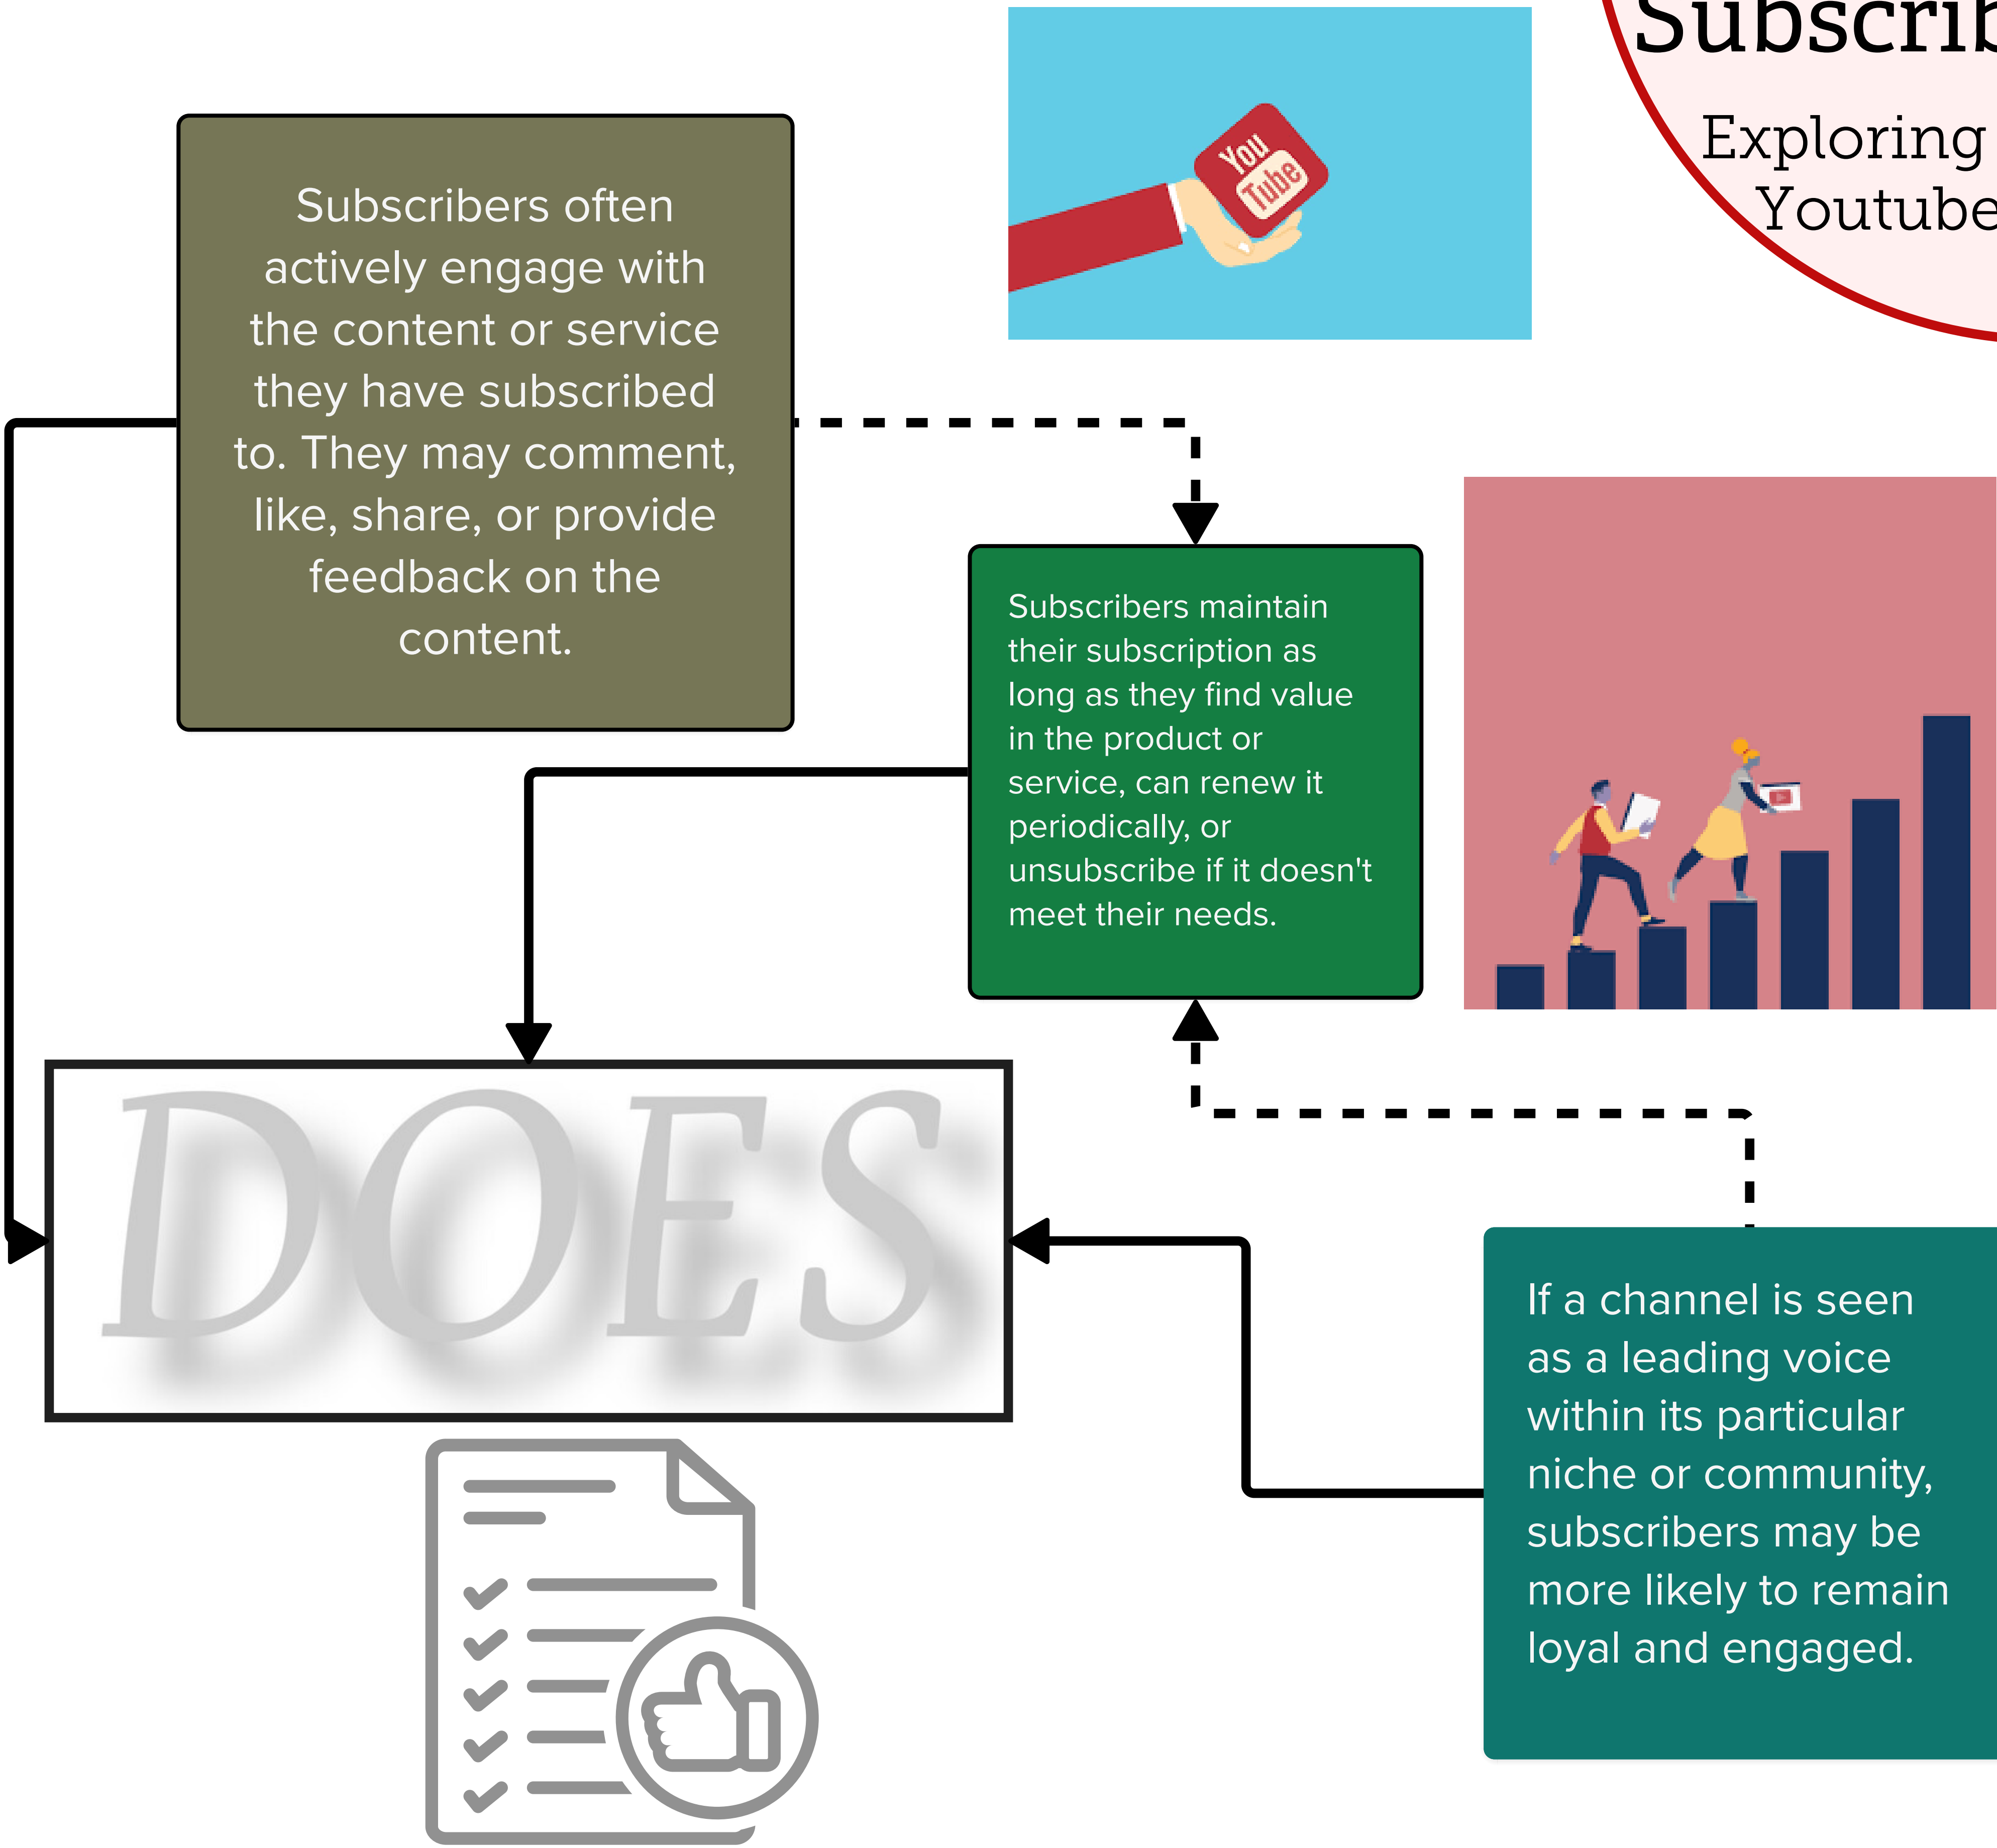 Subscrib
Exploring
Youtube
You
Tube
Subscribers often
actively engage with
the content or service
they have subscribed
to. They may comment,
like, share, or provide
feedback on the
content.
Subscribers maintain
their subscription as
long as they find value
in the product or
service, can renew it
periodically, or
unsubscribe if it doesn't
meet their needs.
DOES
If a channel is seen
as a leading voice
within its particular
niche or community,
subscribers may be
more likely to remain
loyal and engaged.